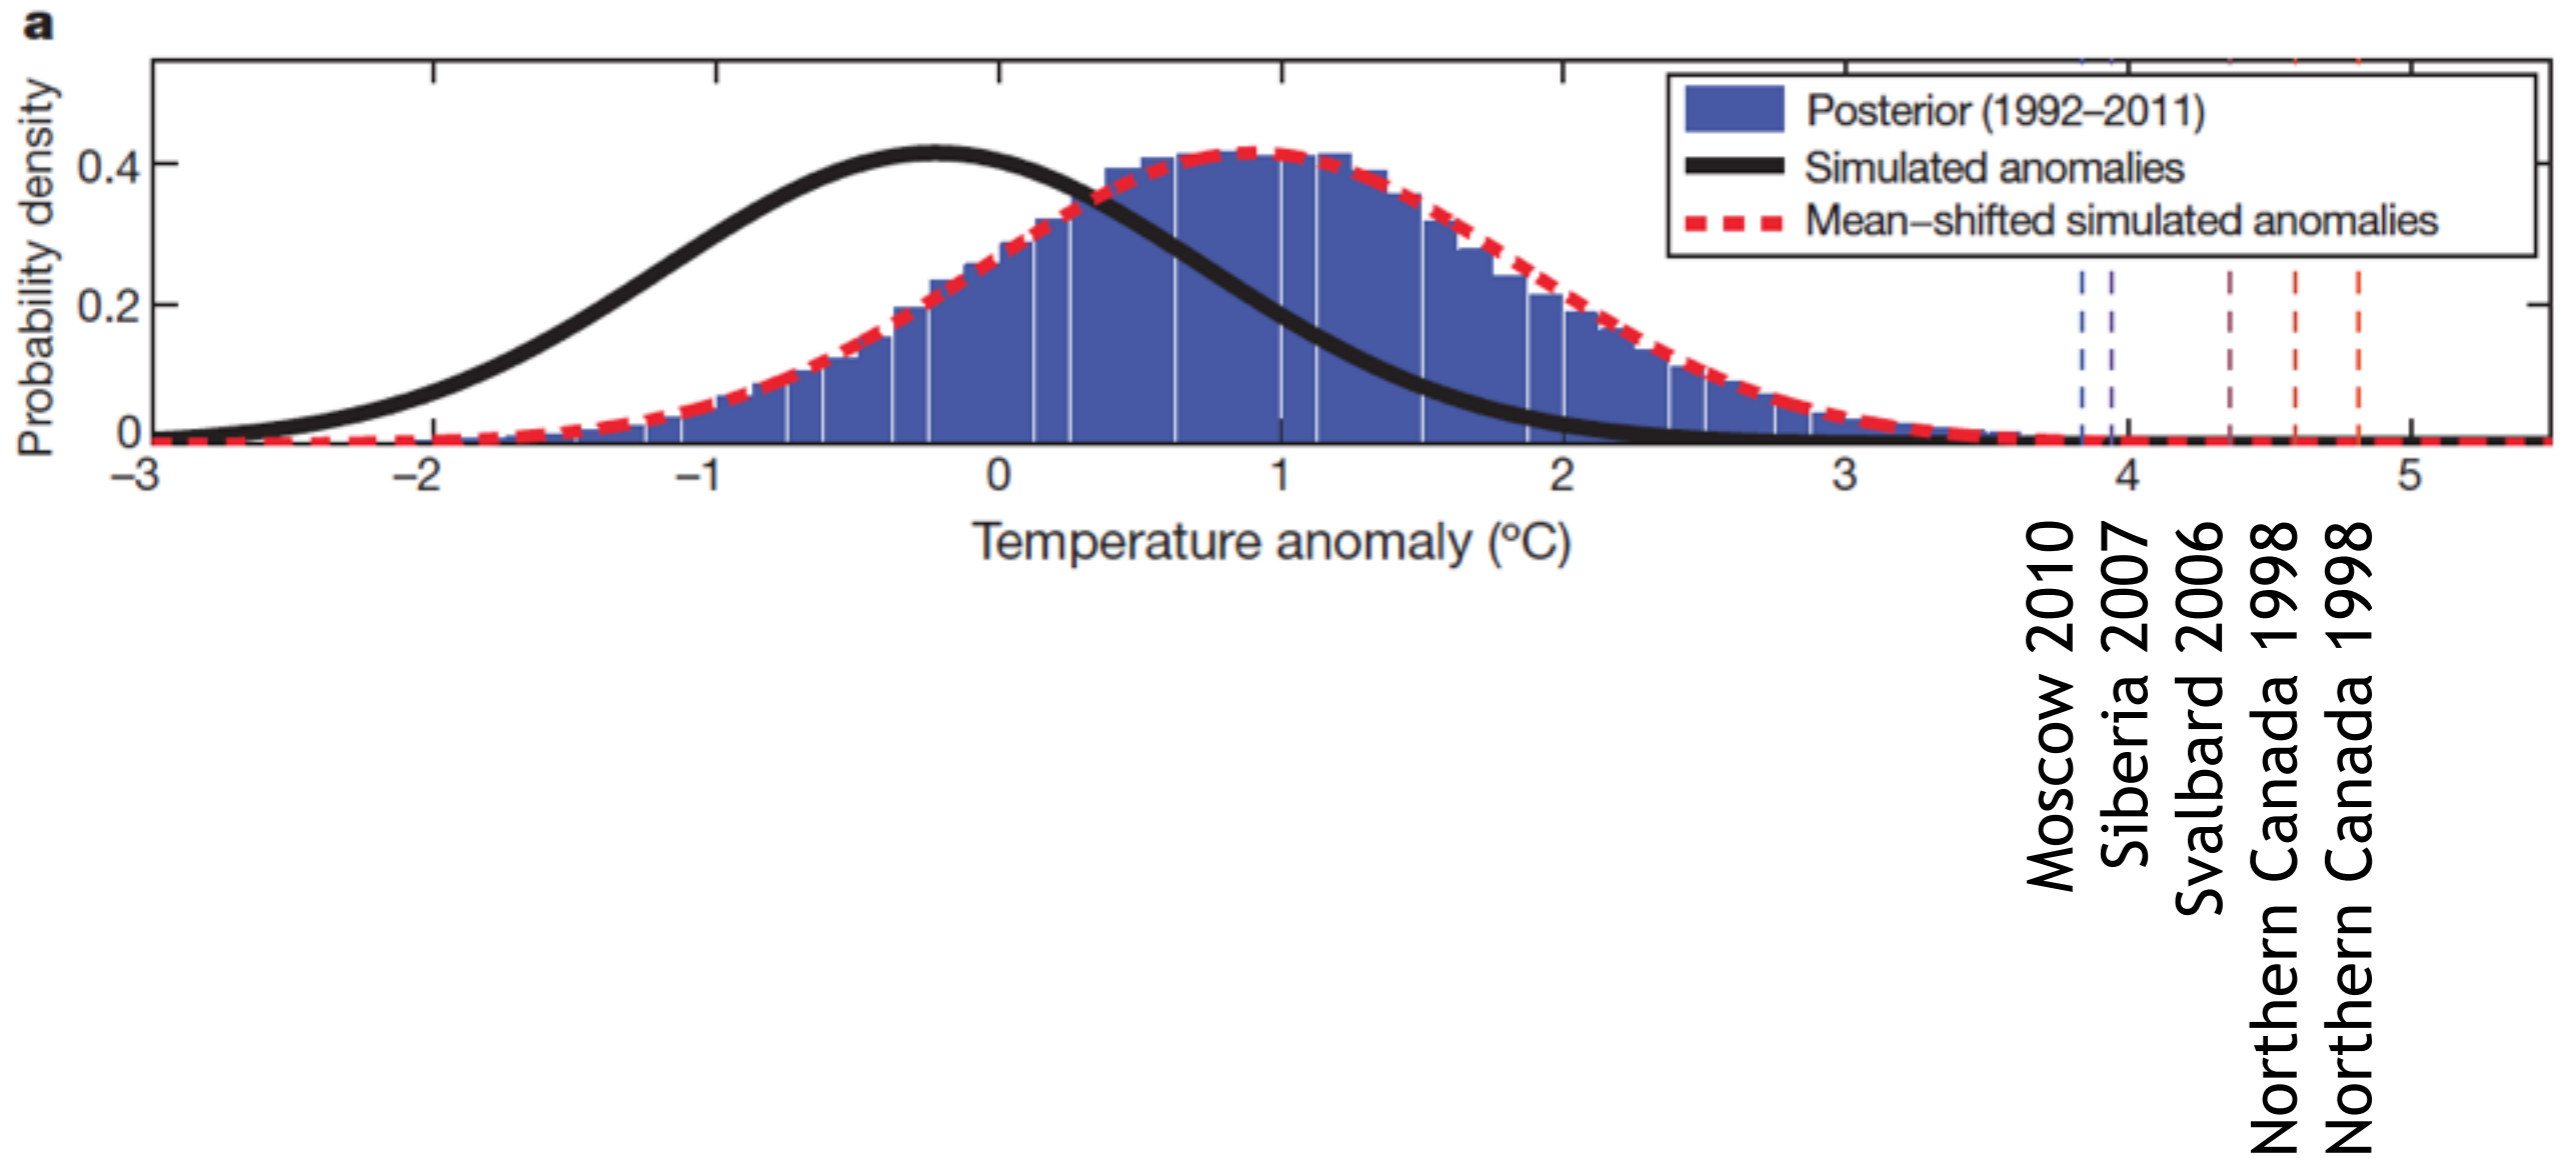 a
Probability density
0.4
0.2
0
Posterior (1992–2011)
Simulated anomalies
Mean–shifted simulated anomalies
–3 –2 –1 0 1 2 3 4 5
Temperature anomaly (ºC)
Moscow 2010
Siberia 2007
Svalbard 2006
Northern Canada 1998
Northern Canada 1998